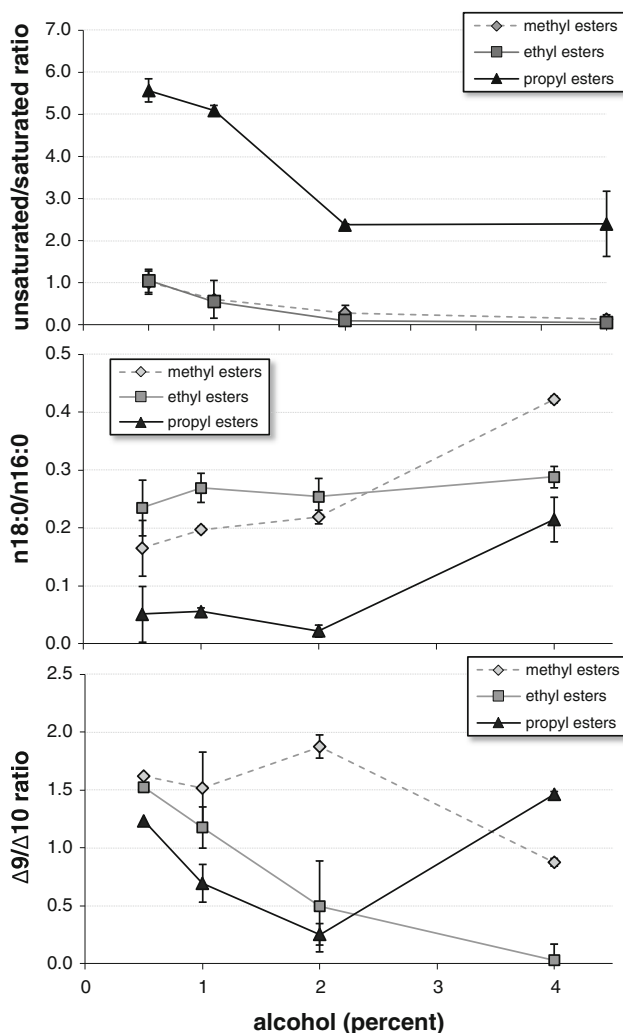 unsaturated/saturated ratio
7.0
6.0
5.0
4.0
3.0
2.0
1.0
0.0
methyl esters
ethyl esters
propyl esters
n18:0/n16:0
0.5
0.4
0.3
0.2
0.1
0.0
methyl esters
ethyl esters
propyl esters
Δ9/Δ10 ratio
2.5
2.0
1.5
1.0
0.5
0.0
methyl esters
ethyl esters
propyl esters
0 1 2 3 4
alcohol (percent)